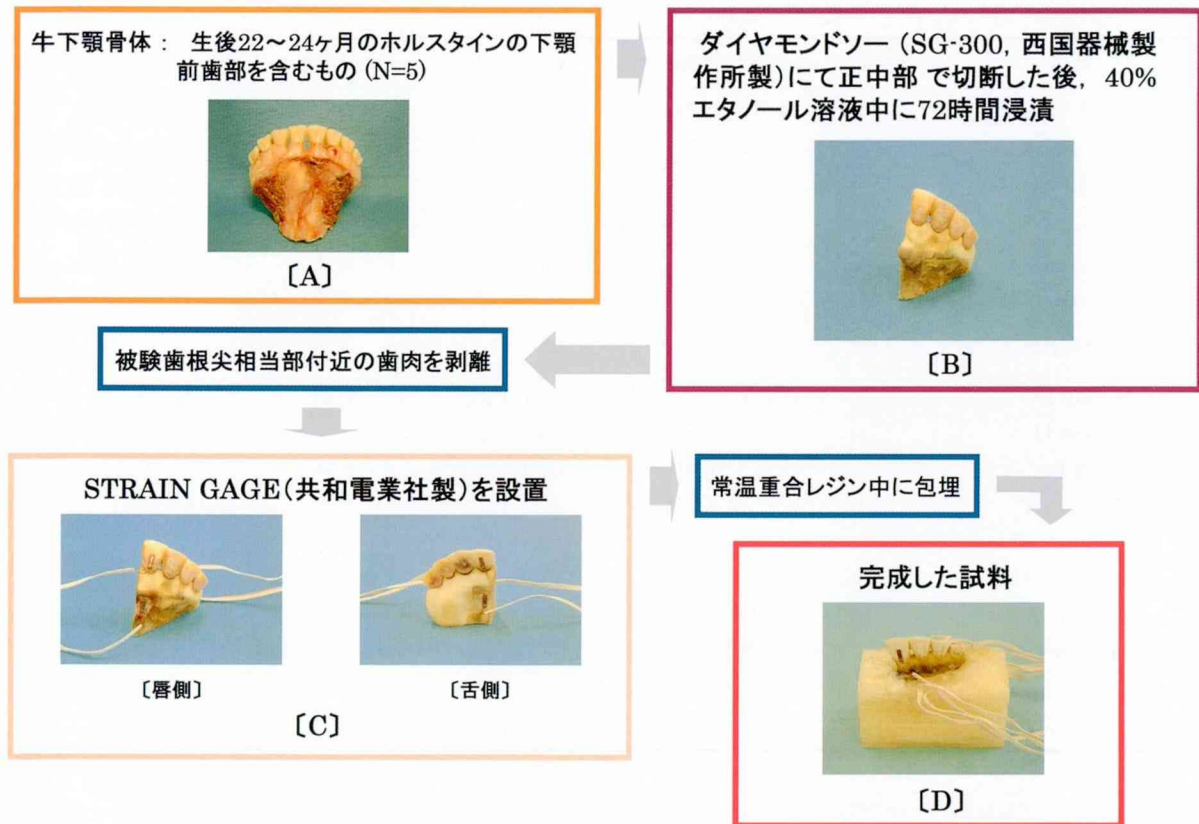 牛下顎骨体： 生後22～24ヶ月のホルスタインの下顎
前歯部を含むもの (N=5)
〔A〕
ダイヤモンドソー (SG-300, 西国器械製
作所製)にて正中部 で切断した後, 40%
エタノール溶液中に72時間浸漬
〔B〕
被験歯根尖相当部付近の歯肉を剥離
STRAIN GAGE(共和電業社製)を設置
〔唇側〕
〔舌側〕
〔C〕
常温重合レジン中に包埋
完成した試料
〔D〕